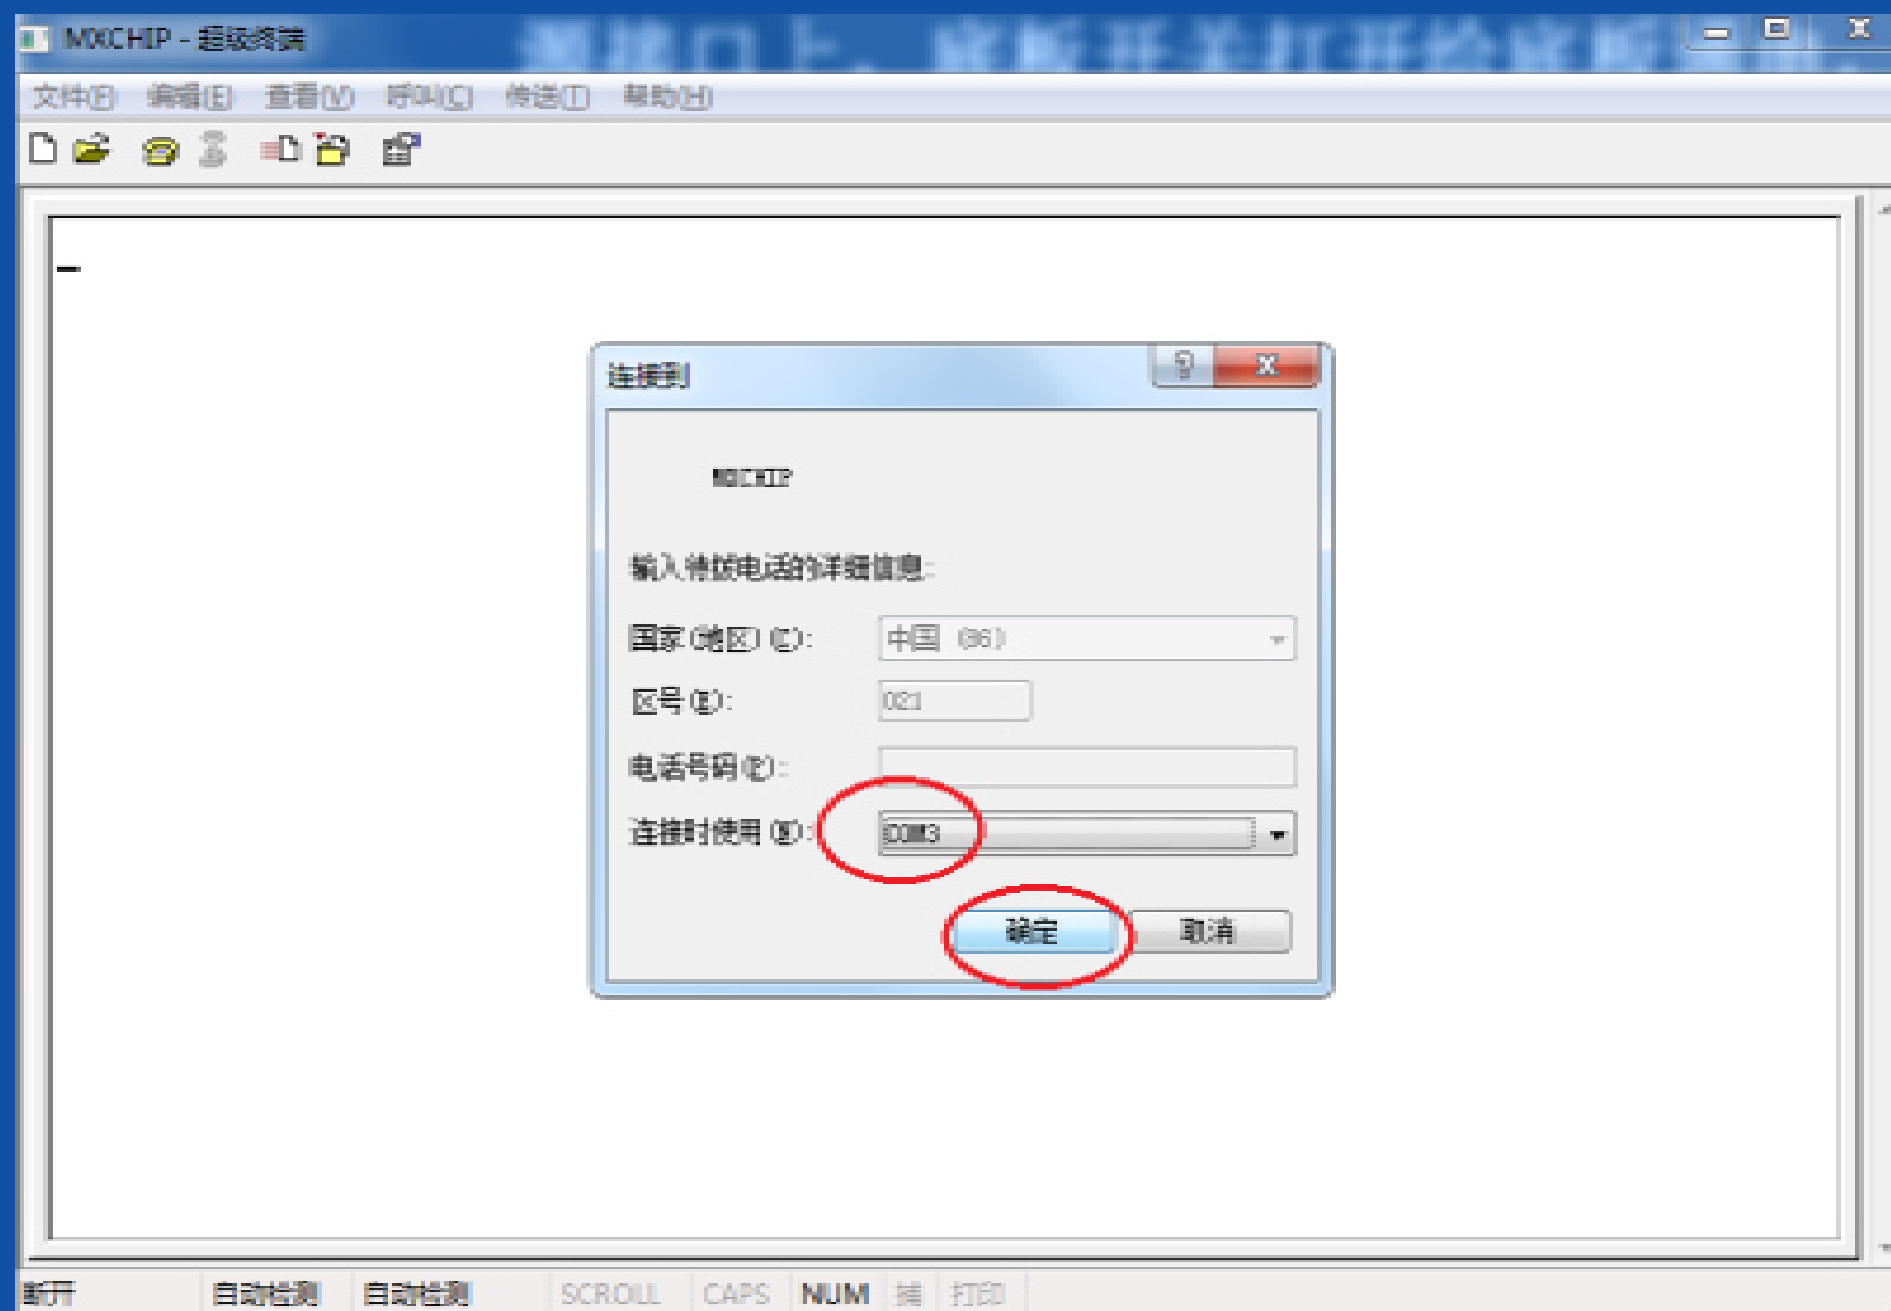 MXCHIP - 超级终端
文件(F) 编辑(E) 查看(V) 呼叫(C) 传送(T) 帮助(H)
连接到
MXCHIP
输入待拨电话的详细信息:
国家(地区)(C): 中国 (86)
区号(E): 021
电话号码(P):
连接时使用(N): COM3
确定 取消
断开 自动检测 自动检测 SCROLL CAPS NUM 捕 打印